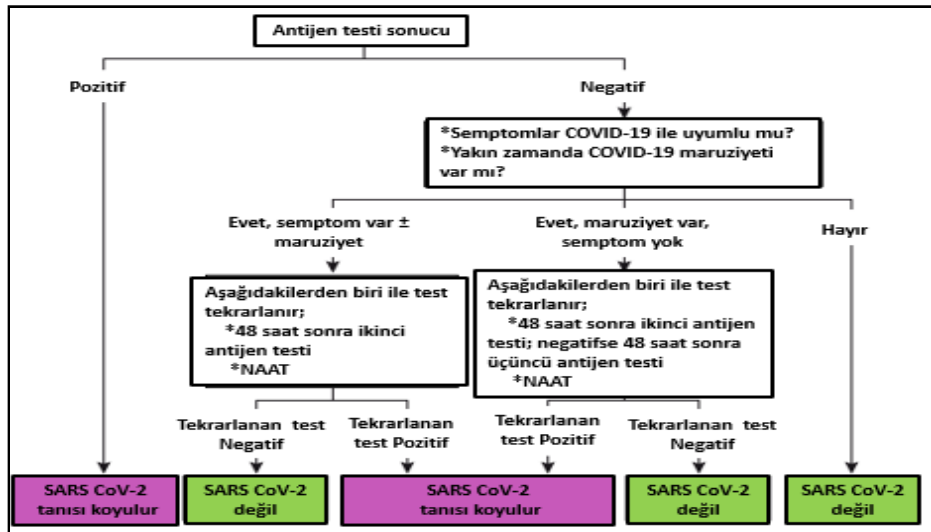 Antijen testi sonucu
Pozitif
Negatif
*Semptomlar COVID-19 ile uyumlu mu?
*Yakın zamanda COVID-19 maruziyeti
var mı?
Evet, semptom var ±
maruziyet
Evet, maruziyet var,
semptom yok
Hayır
Aşağıdakilerden biri ile test
tekrarlanır;
*48 saat sonra ikinci
antijen testi
*NAAT
Aşağıdakilerden biri ile test
tekrarlanır;
*48 saat sonra ikinci antijen
testi; negatifse 48 saat sonra
üçüncü antijen testi
*NAAT
Tekrarlanan test
Negatif
Tekrarlanan
test Pozitif
Tekrarlanan
test Pozitif
Tekrarlanan test
Negatif
SARS CoV-2
tanısı koyulur
SARS CoV-2
değil
SARS CoV-2
tanısı koyulur
SARS CoV-2
değil
SARS CoV-2
değil